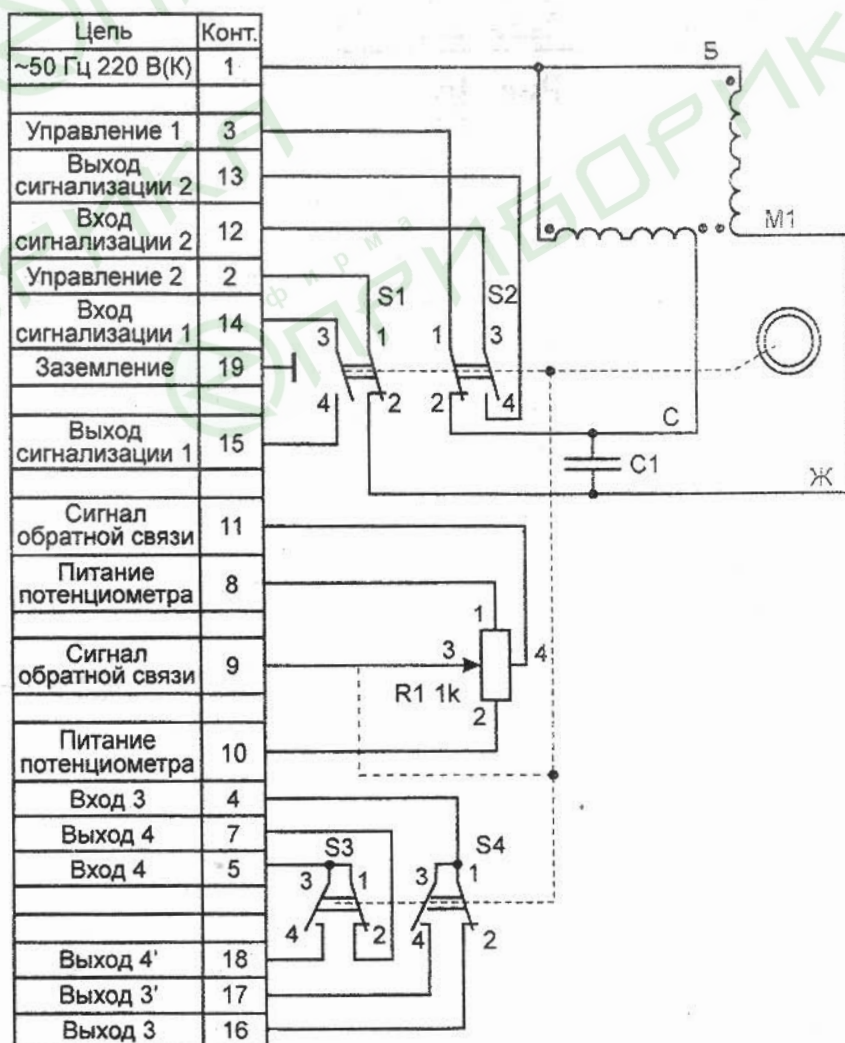 Цепь Конт.
~50 Гц 220 В(К) 1
Управление 1 3
Выход
сигнализации 2 13
Вход
сигнализации 2 12
Управление 2 2
Вход
сигнализации 1 14
Заземление 19
Выход
сигнализации 1 15
Сигнал
обратной связи 11
Питание
потенциометра 8
Сигнал
обратной связи 9
Питание
потенциометра 10
Вход 3 4
Выход 4 7
Вход 4 5
Выход 4' 18
Выход 3' 17
Выход 3 16
Б
М1
S1 S2
3 1 1 3
4 2 2 4
С
С1
Ж
1
3 4
R1 1k
2
S3 S4
3 1 3 1
4 2 4 2
фирма
ПРИБОРИКА